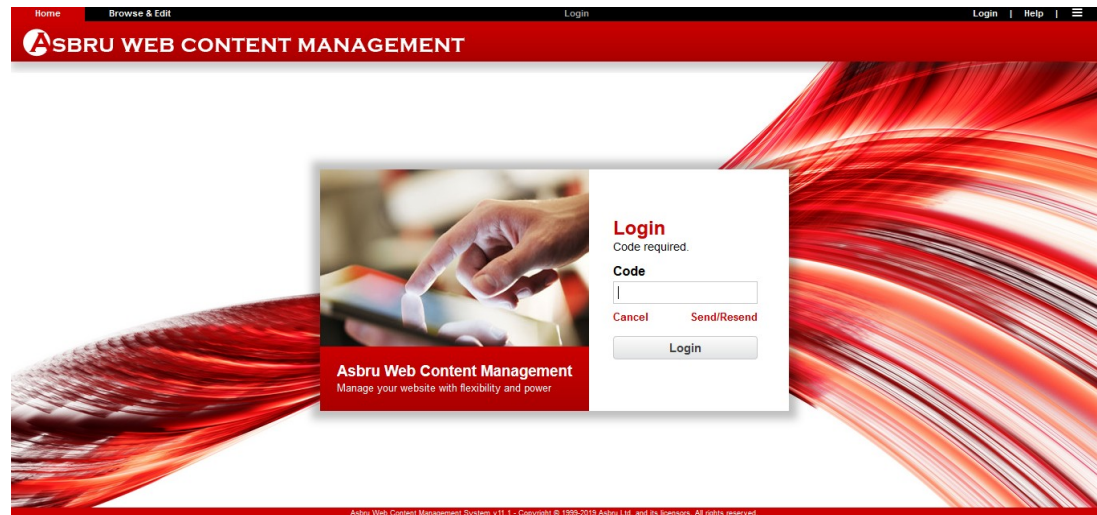 Home Browse & Edit Login Login | Help |
ASBRU WEB CONTENT MANAGEMENT
Login
Code required.
Code
Cancel Send/Resend
Login
Asbru Web Content Management
Manage your website with flexibility and power
Asbru Web Content Management System v11.1 - Copyright © 1999-2019 Asbru Ltd. and its licensors. All rights reserved.